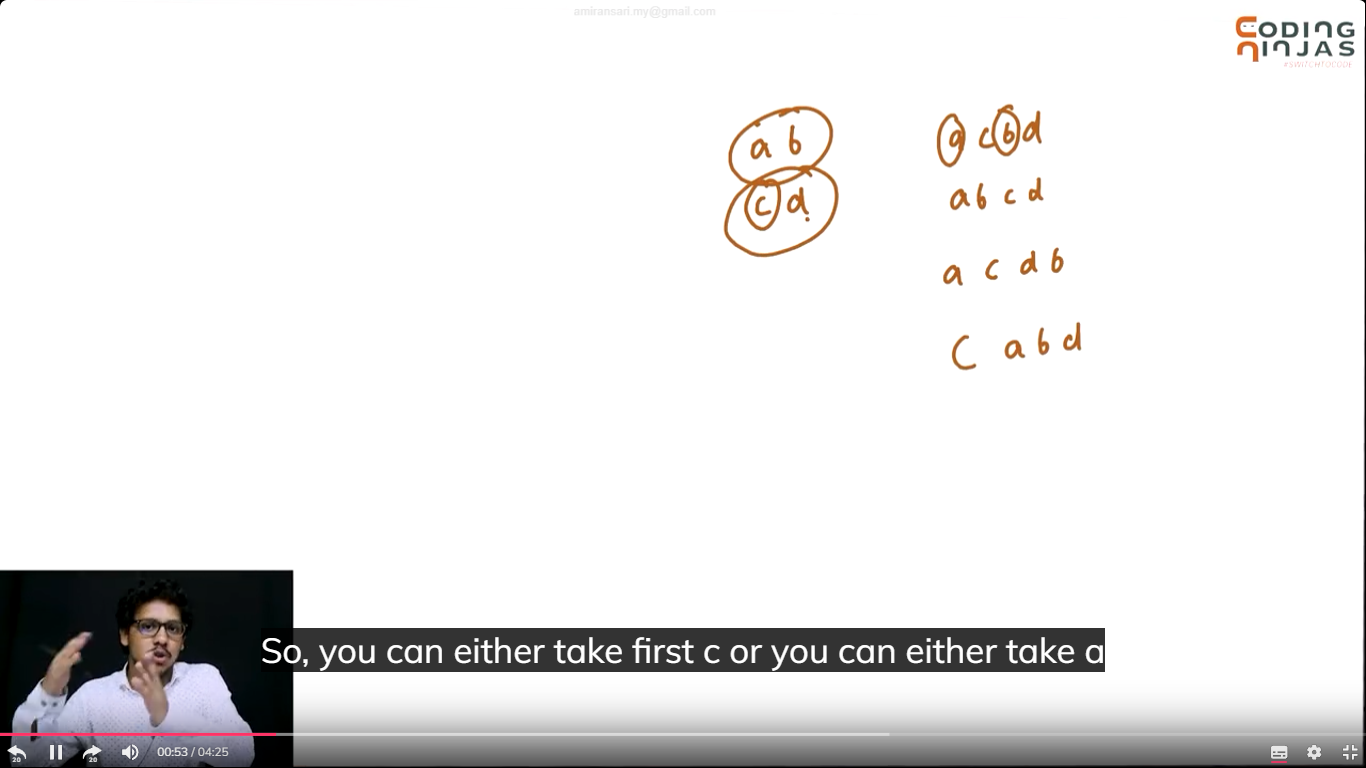 amiransari.my@gmail.com
CODING
NINJAS
#SWITCHTOCODE
a b
c d
a c b d
a b c d
a c d b
C a b d
So, you can either take first c or you can either take a
00:53 / 04:25
20
20